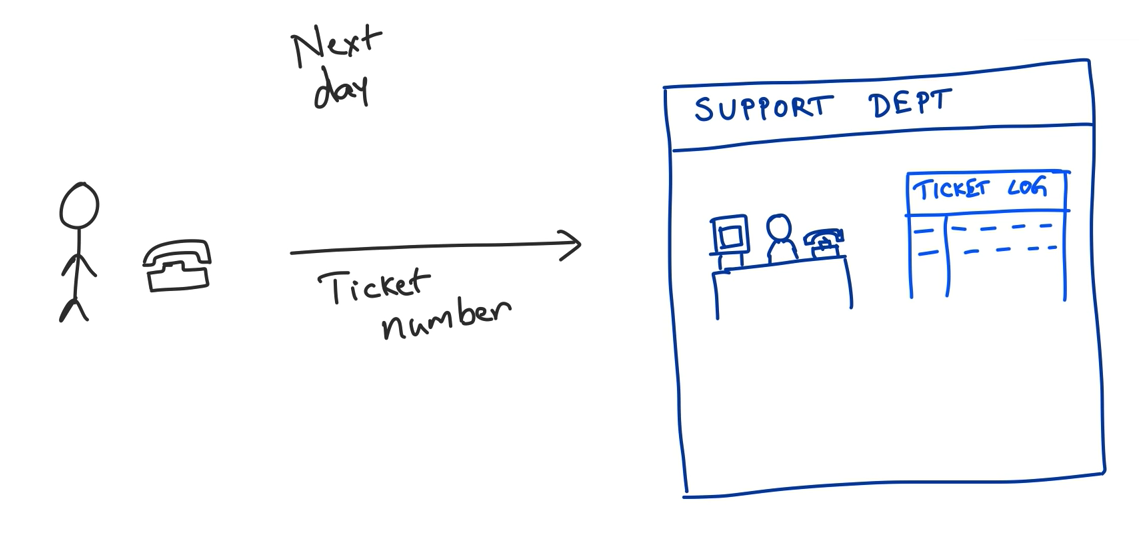 Next
day
SUPPORT DEPT
TICKET LOG
Ticket
number